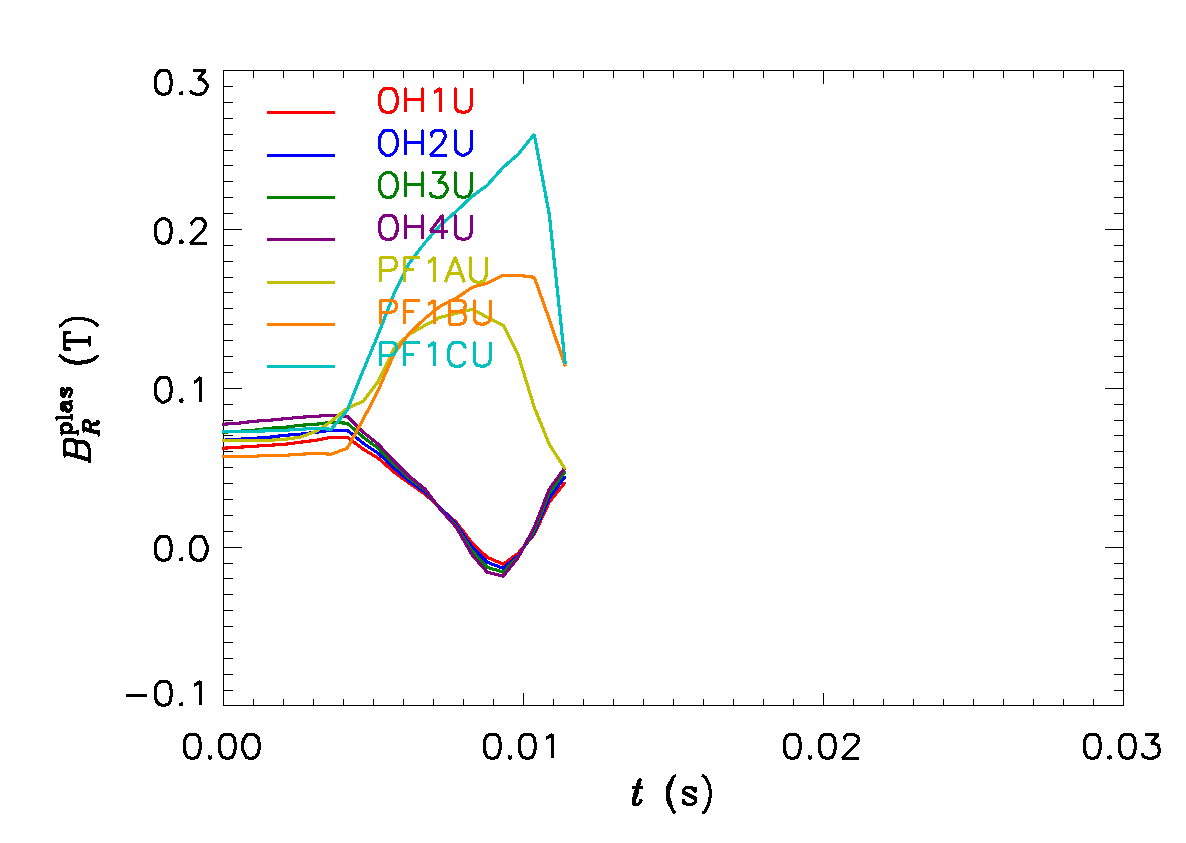 0.3
0.2
0.1
0.0
−0.1
B_R^plas (T)
OH1U
OH2U
OH3U
OH4U
PF1AU
PF1BU
PF1CU
0.00 0.01 0.02 0.03
t (s)